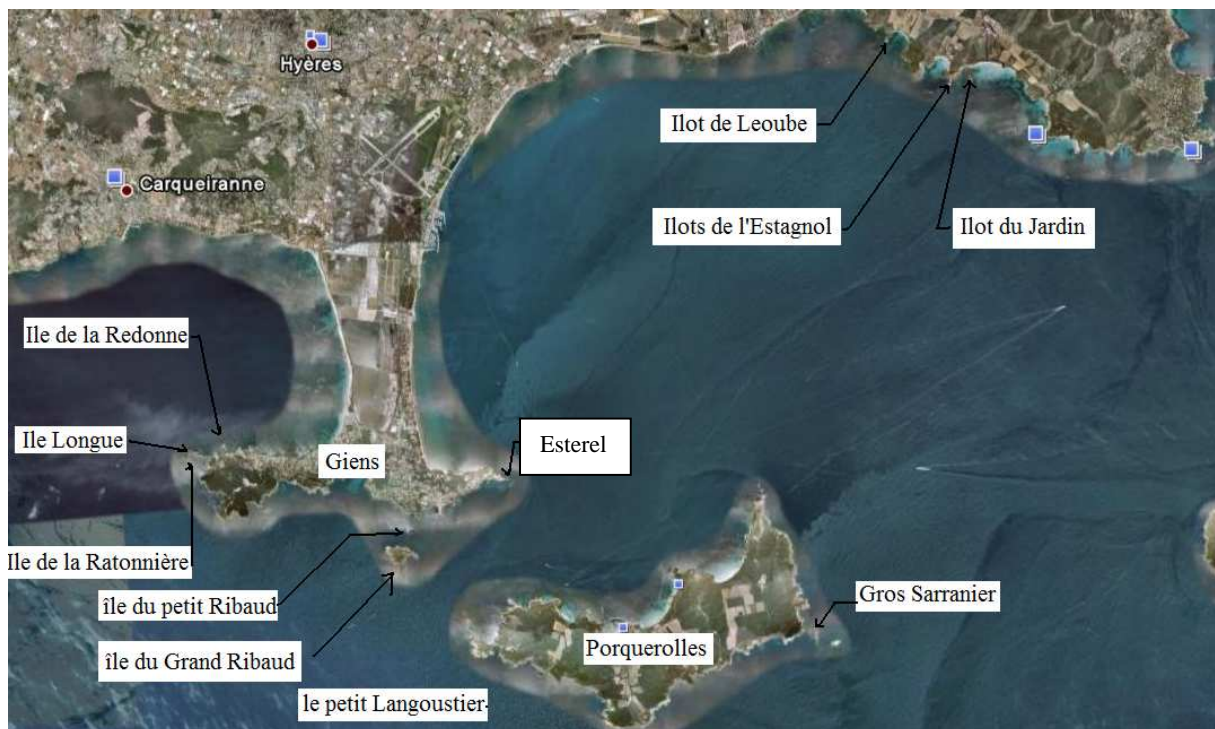 Hyères
Ilot de Leoube
Carqueiranne
Ilots de l'Estagnol
Ilot du Jardin
Ile de la Redonne
Ile Longue
Giens
Esterel
Ile de la Ratonnière
île du petit Ribaud
Gros Sarranier
île du Grand Ribaud
Porquerolles
le petit Langoustier